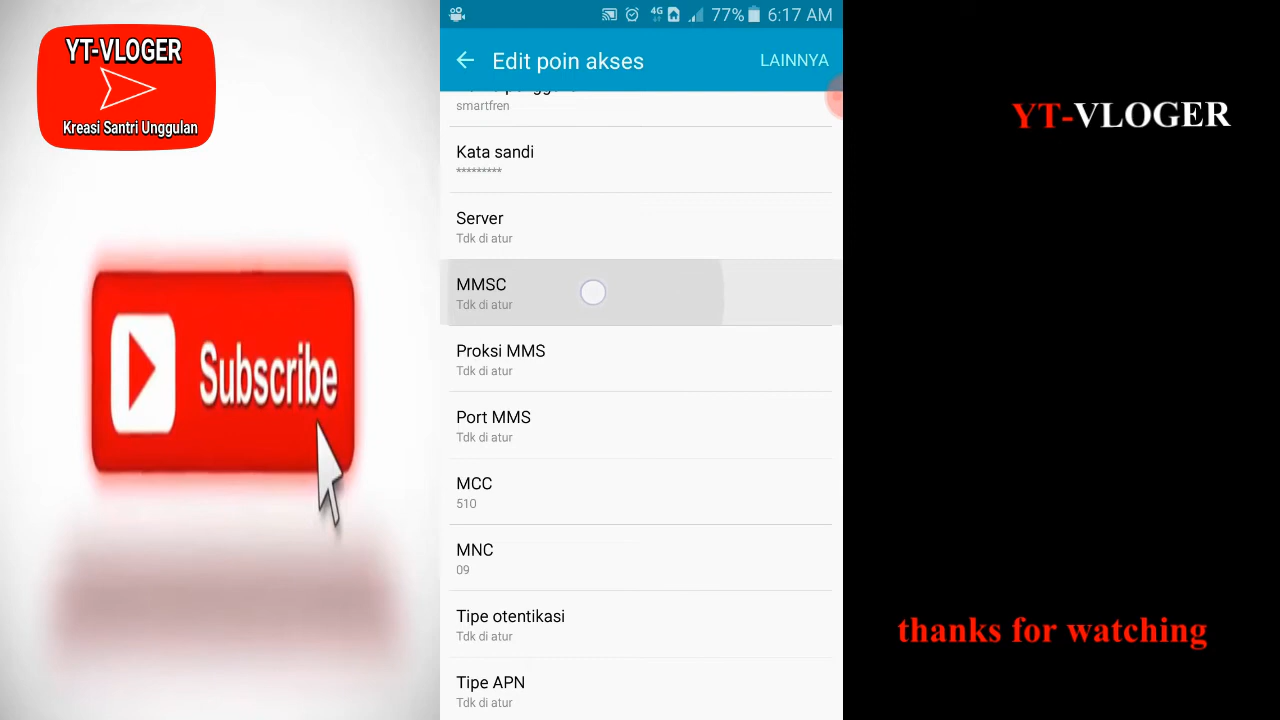 YT-VLOGER
Kreasi Santri Unggulan
Subscribe
4G 77% 6:17 AM
Edit poin akses LAINNYA
smartfren
Kata sandi
*********
Server
Tdk di atur
MMSC
Tdk di atur
Proksi MMS
Tdk di atur
Port MMS
Tdk di atur
MCC
510
MNC
09
Tipe otentikasi
Tdk di atur
Tipe APN
Tdk di atur
YT-VLOGER
thanks for watching